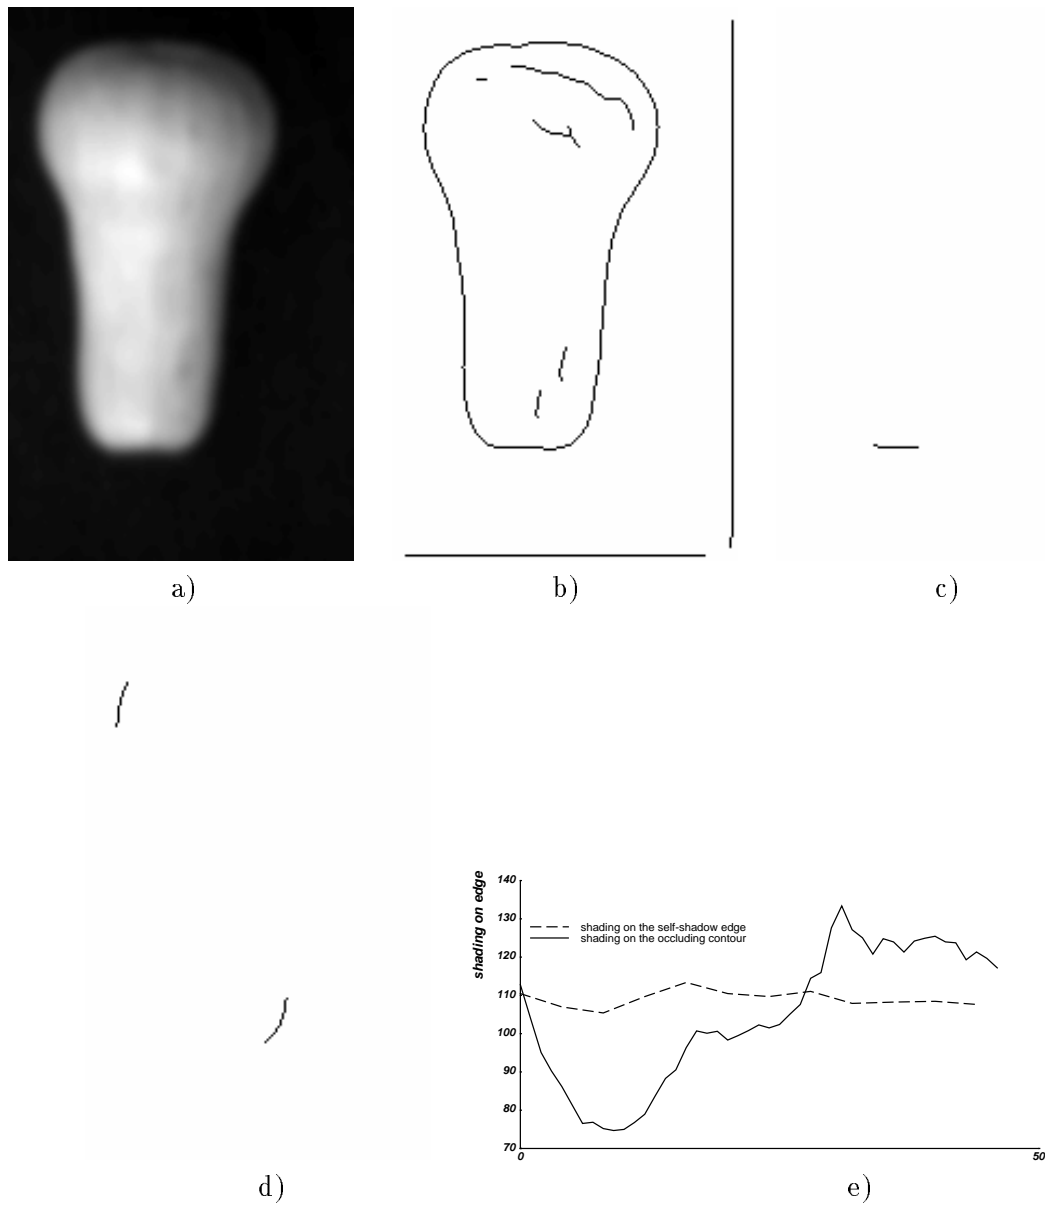 a)
b)
c)
d)
shading on edge
140
130
120
110
100
90
80
70
shading on the self-shadow edge
shading on the occluding contour
0
50
e)